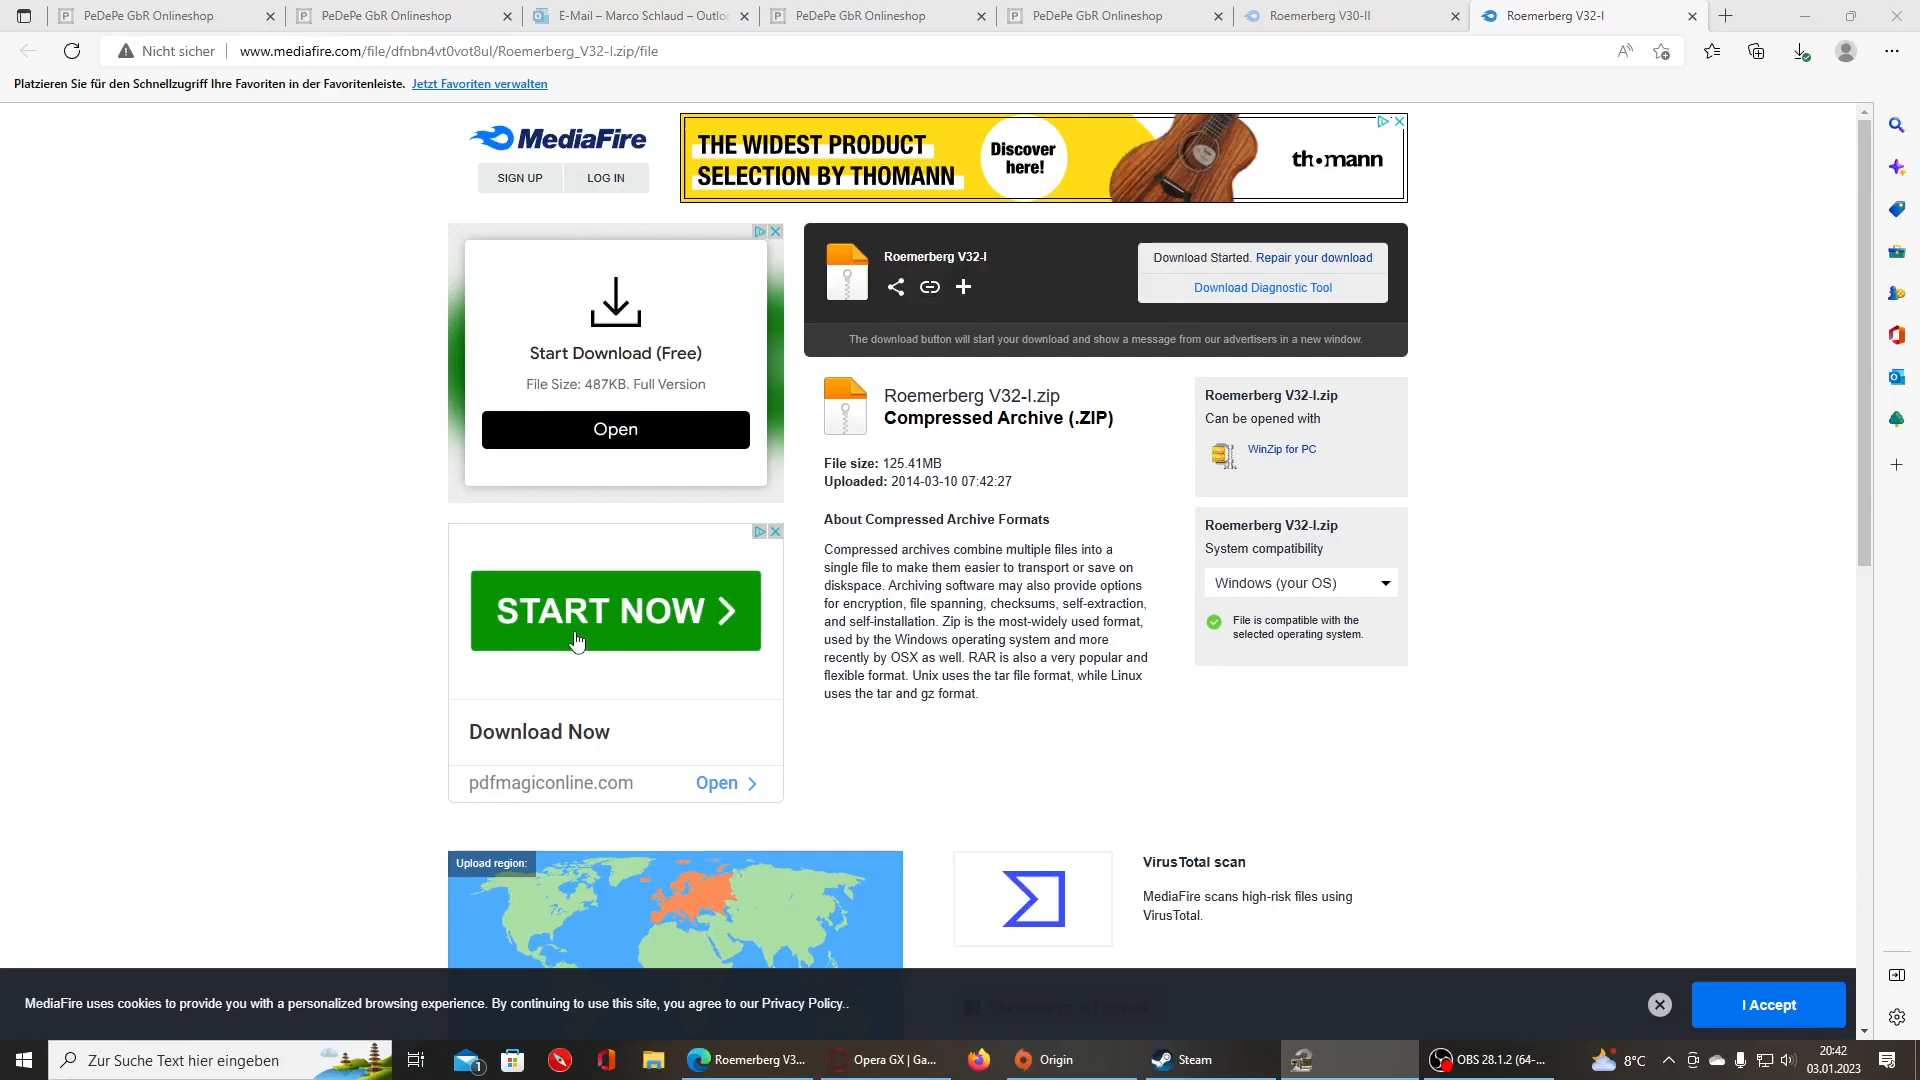 PeDePe GbR Onlineshop
PeDePe GbR Onlineshop
E-Mail – Marco Schlaud – Outloo
PeDePe GbR Onlineshop
PeDePe GbR Onlineshop
Roemerberg V30-II
Roemerberg V32-I
Nicht sicher
www.mediafire.com/file/dfnbn4vt0vot8ul/Roemerberg_V32-I.zip/file
Platzieren Sie für den Schnellzugriff Ihre Favoriten in der Favoritenleiste. Jetzt Favoriten verwalten
MediaFire
SIGN UP
LOG IN
THE WIDEST PRODUCT
SELECTION BY THOMANN
Discover
here!
th•mann
Start Download (Free)
File Size: 487KB. Full Version
Open
Roemerberg V32-I
Download Started. Repair your download
Download Diagnostic Tool
The download button will start your download and show a message from our advertisers in a new window.
Roemerberg V32-I.zip
Compressed Archive (.ZIP)
File size: 125.41MB
Uploaded: 2014-03-10 07:42:27
About Compressed Archive Formats
Compressed archives combine multiple files into a
single file to make them easier to transport or save on
diskspace. Archiving software may also provide options
for encryption, file spanning, checksums, self-extraction,
and self-installation. Zip is the most-widely used format,
used by the Windows operating system and more
recently by OSX as well. RAR is also a very popular and
flexible format. Unix uses the tar file format, while Linux
uses the tar and gz format.
Roemerberg V32-I.zip
Can be opened with
WinZip for PC
Roemerberg V32-I.zip
System compatibility
Windows (your OS)
File is compatible with the
selected operating system.
START NOW
Download Now
pdfmagiconline.com
Open
Upload region:
VirusTotal scan
MediaFire scans high-risk files using
VirusTotal.
MediaFire uses cookies to provide you with a personalized browsing experience. By continuing to use this site, you agree to our Privacy Policy..
I Accept
Zur Suche Text hier eingeben
1
Roemerberg V3...
Opera GX | Ga...
Origin
Steam
OBS 28.1.2 (64-...
8°C
20:42
03.01.2023